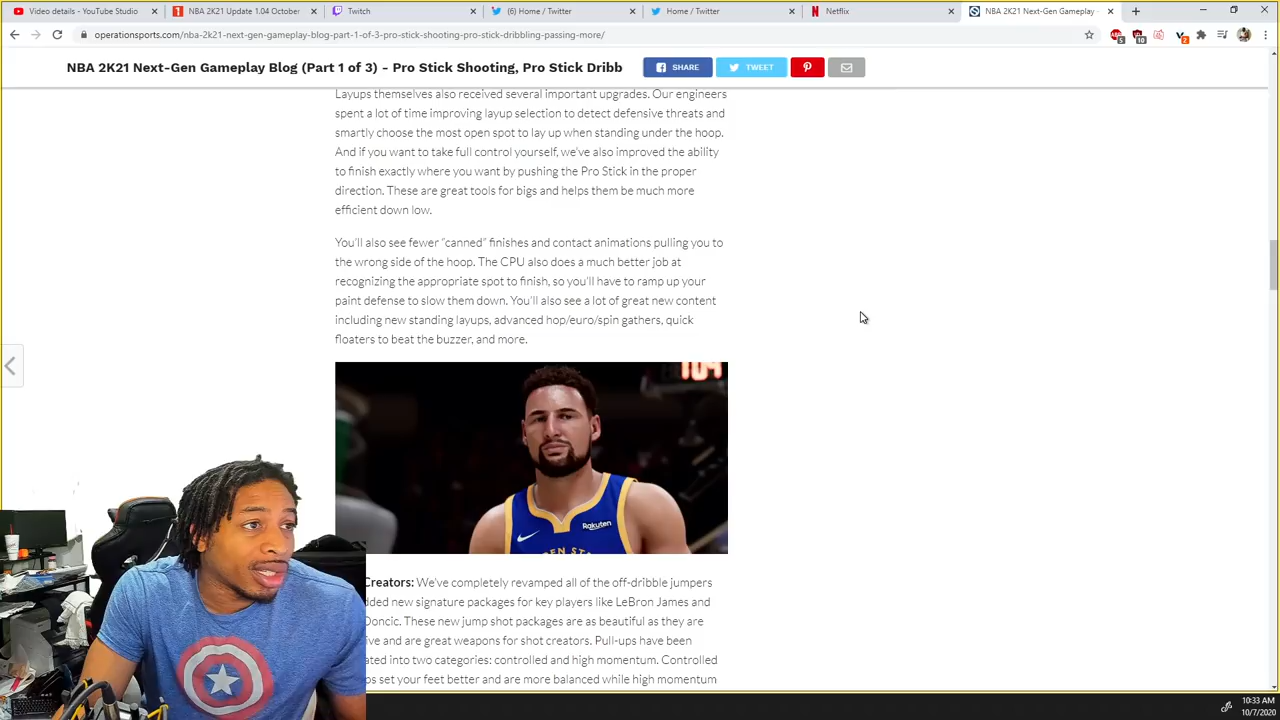 Video details - YouTube Studio
NBA 2K21 Update 1.04 October
Twitch
(6) Home / Twitter
Home / Twitter
Netflix
NBA 2K21 Next-Gen Gameplay
operationsports.com/nba-2k21-next-gen-gameplay-blog-part-1-of-3-pro-stick-shooting-pro-stick-dribbling-passing-more/
5
10
2
NBA 2K21 Next-Gen Gameplay Blog (Part 1 of 3) - Pro Stick Shooting, Pro Stick Dribb
SHARE
TWEET
Layups themselves also received several important upgrades. Our engineers
spent a lot of time improving layup selection to detect defensive threats and
smartly choose the most open spot to lay up when standing under the hoop.
And if you want to take full control yourself, we've also improved the ability
to finish exactly where you want by pushing the Pro Stick in the proper
direction. These are great tools for bigs and helps them be much more
efficient down low.
You'll also see fewer “canned” finishes and contact animations pulling you to
the wrong side of the hoop. The CPU also does a much better job at
recognizing the appropriate spot to finish, so you'll have to ramp up your
paint defense to slow them down. You'll also see a lot of great new content
including new standing layups, advanced hop/euro/spin gathers, quick
floaters to beat the buzzer, and more.
104
Rakuten
Creators: We've completely revamped all of the off-dribble jumpers
dded new signature packages for key players like LeBron James and
Doncic. These new jump shot packages are as beautiful as they are
ive and are great weapons for shot creators. Pull-ups have been
ated into two categories: controlled and high momentum. Controlled
ps set your feet better and are more balanced while high momentum
10:33 AM
10/7/2020